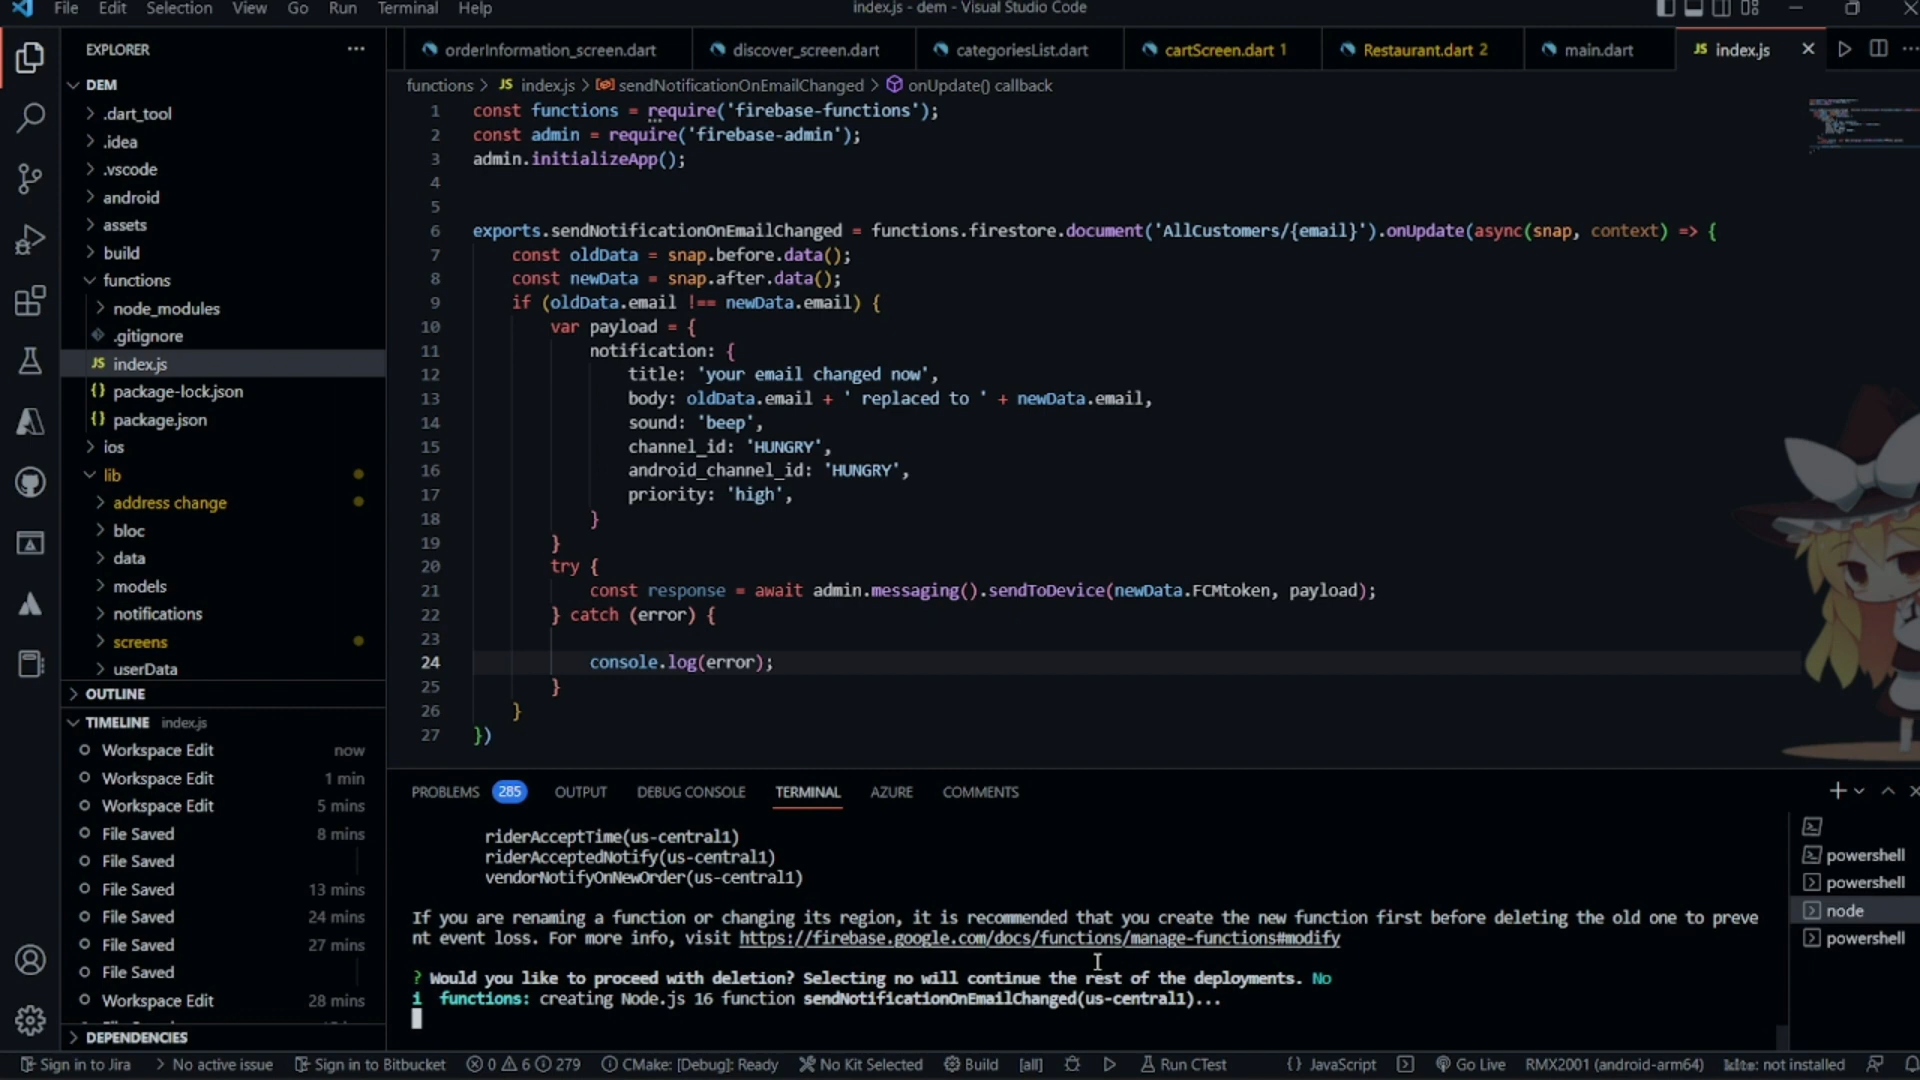 File Edit Selection View Go Run Terminal Help index.js - dem - Visual Studio Code
EXPLORER
DEM
.dart_tool
.idea
.vscode
android
assets
build
functions
node_modules
.gitignore
JS index.js
{} package-lock.json
{} package.json
ios
lib
address change
bloc
data
models
notifications
screens
userData
OUTLINE
TIMELINE index.js
Workspace Edit now
Workspace Edit 1 min
Workspace Edit 5 mins
File Saved 8 mins
File Saved
File Saved 13 mins
File Saved 24 mins
File Saved 27 mins
File Saved
Workspace Edit 28 mins
DEPENDENCIES
orderInformation_screen.dart discover_screen.dart categoriesList.dart cartScreen.dart 1 Restaurant.dart 2 main.dart JS index.js
functions > JS index.js > sendNotificationOnEmailChanged > onUpdate() callback
1 const functions = require('firebase-functions');
2 const admin = require('firebase-admin');
3 admin.initializeApp();
4
5
6 exports.sendNotificationOnEmailChanged = functions.firestore.document('AllCustomers/{email}').onUpdate(async(snap, context) => {
7 const oldData = snap.before.data();
8 const newData = snap.after.data();
9 if (oldData.email !== newData.email) {
10 var payload = {
11 notification: {
12 title: 'your email changed now',
13 body: oldData.email + ' replaced to ' + newData.email,
14 sound: 'beep',
15 channel_id: 'HUNGRY',
16 android_channel_id: 'HUNGRY',
17 priority: 'high',
18 }
19 }
20 try {
21 const response = await admin.messaging().sendToDevice(newData.FCMtoken, payload);
22 } catch (error) {
23
24 console.log(error);
25 }
26 }
27 })
PROBLEMS 285 OUTPUT DEBUG CONSOLE TERMINAL AZURE COMMENTS
riderAcceptTime(us-central1)
riderAcceptedNotify(us-central1)
vendorNotifyOnNewOrder(us-central1)
If you are renaming a function or changing its region, it is recommended that you create the new function first before deleting the old one to preve
nt event loss. For more info, visit https://firebase.google.com/docs/functions/manage-functions#modify
? Would you like to proceed with deletion? Selecting no will continue the rest of the deployments. No
i functions: creating Node.js 16 function sendNotificationOnEmailChanged(us-central1)...
powershell
powershell
node
powershell
Sign in to Jira No active issue Sign in to Bitbucket 0 6 279 CMake: [Debug]: Ready No Kit Selected Build [all] Run CTest {} JavaScript Go Live RMX2001 (android-arm64) kite: not installed